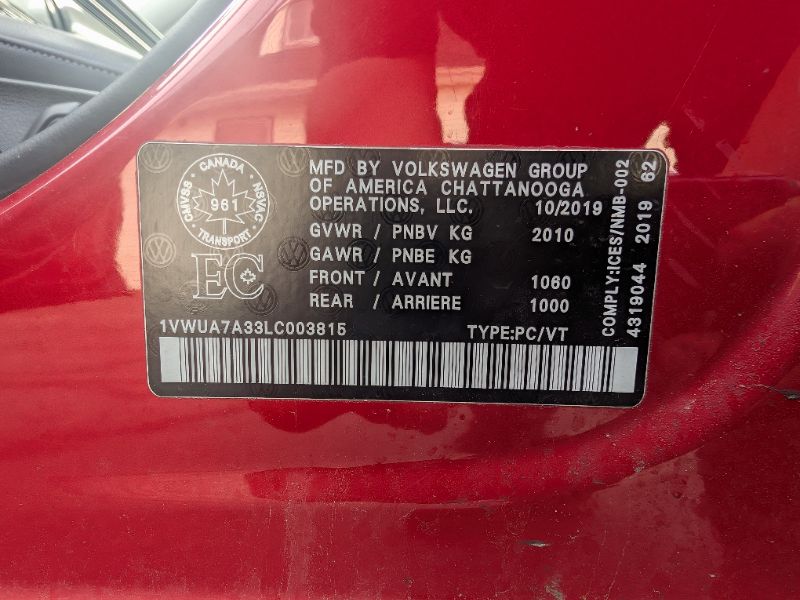 CANADA
CMVSS
NSVAC
961
TRANSPORT
EC
MFD BY VOLKSWAGEN GROUP
OF AMERICA CHATTANOOGA
OPERATIONS, LLC. 10/2019
GVWR / PNBV KG 2010
GAWR / PNBE KG
FRONT / AVANT 1060
REAR / ARRIERE 1000
1VWUA7A33LC003815 TYPE:PC/VT
COMPLY:ICES/NMB-002
4319044 2019 62